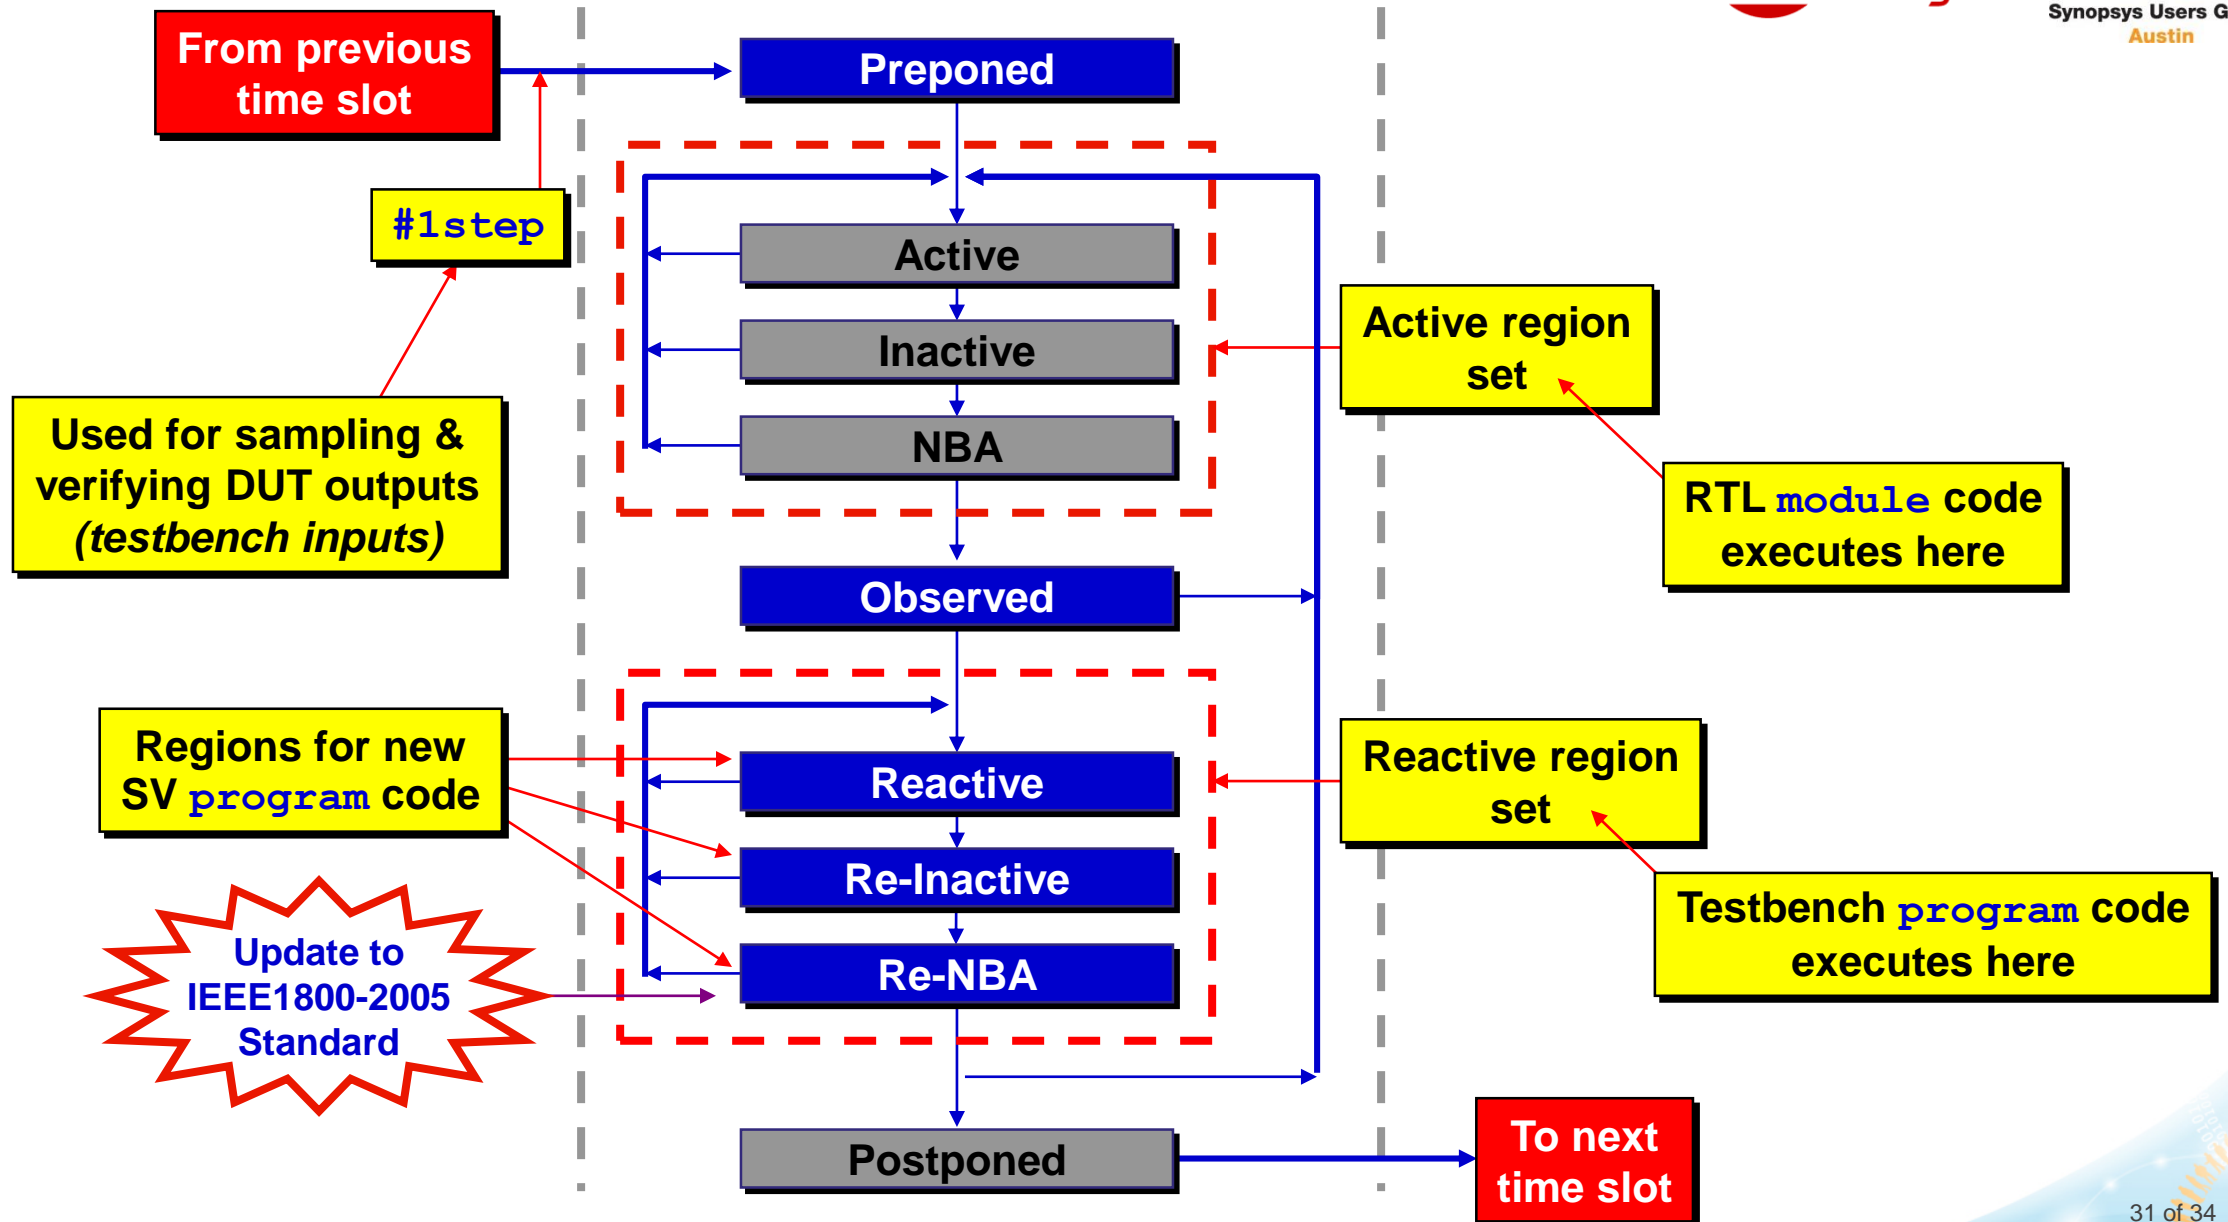 Synopsys Users G
Austin
From previous
time slot
Preponed
#1step
Active
Inactive
NBA
Active region
set
Used for sampling &
verifying DUT outputs
(testbench inputs)
RTL module code
executes here
Observed
Regions for new
SV program code
Reactive
Re-Inactive
Re-NBA
Reactive region
set
Testbench program code
executes here
Update to
IEEE1800-2005
Standard
Postponed
To next
time slot
31 of 34